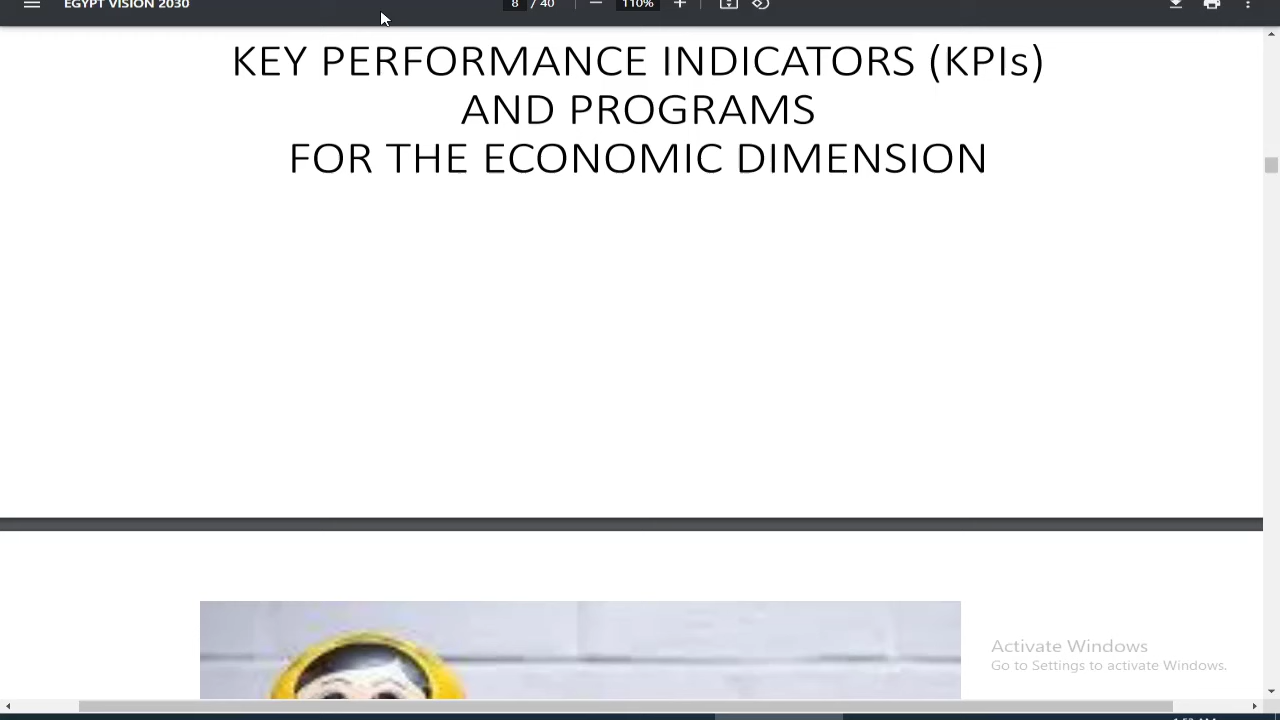 EGYPT VISION 2030
8 / 40
110%
KEY PERFORMANCE INDICATORS (KPIs)
AND PROGRAMS
FOR THE ECONOMIC DIMENSION
Activate Windows
Go to Settings to activate Windows.